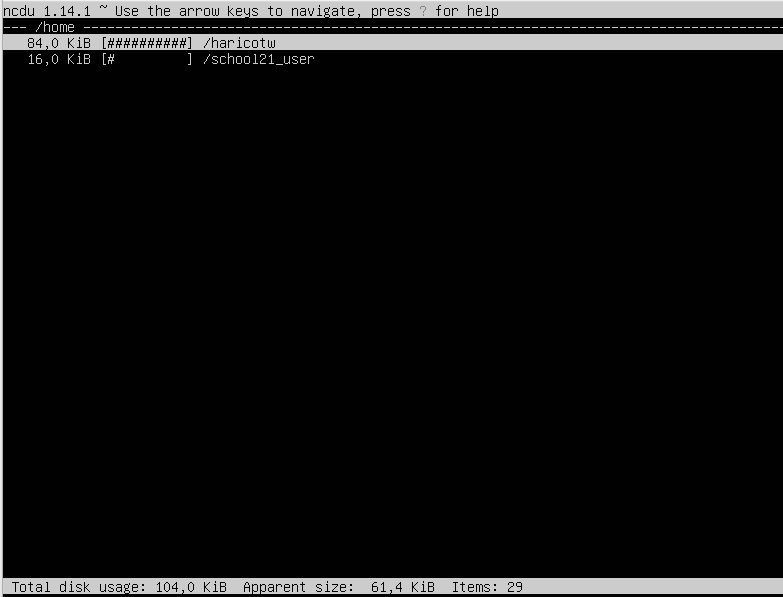 ncdu 1.14.1 ~ Use the arrow keys to navigate, press ? for help
--- /home ----------------------------------------------------------------------------------------
84,0 KiB [##########] /haricotw
16,0 KiB [#         ] /school21_user
Total disk usage: 104,0 KiB  Apparent size:  61,4 KiB  Items: 29